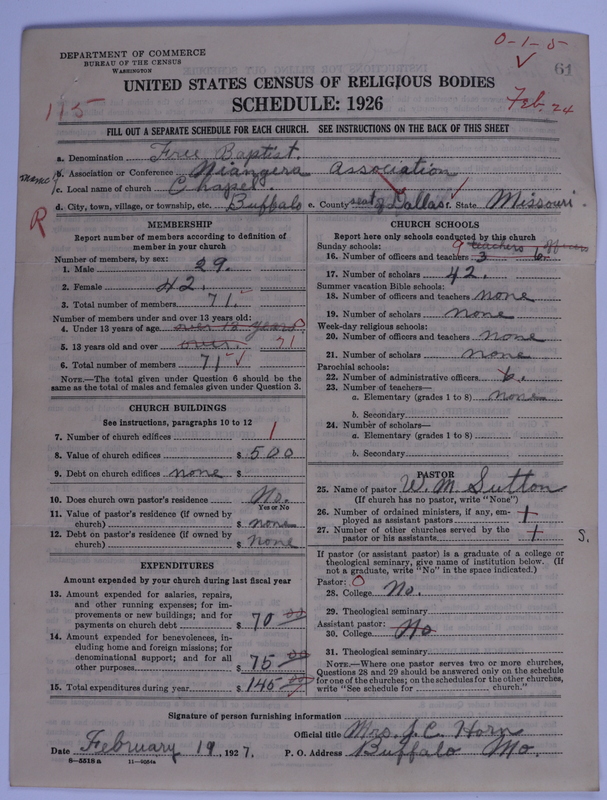 DEPARTMENT OF COMMERCE
BUREAU OF THE CENSUS
WASHINGTON
0-1-5
61
UNITED STATES CENSUS OF RELIGIOUS BODIES
115
SCHEDULE: 1926
Feb. 24
FILL OUT A SEPARATE SCHEDULE FOR EACH CHURCH. SEE INSTRUCTIONS ON THE BACK OF THIS SHEET
a. Denomination Free Baptist.
b. Association or Conference Niangera Association
c. Local name of church Chapel.
d. City, town, village, or township, etc. Buffalo e. County seat of Dallas f. State Missouri.
R
MEMBERSHIP
Report number of members according to definition of
member in your church
Number of members, by sex:
1. Male 29.
2. Female 42.
3. Total number of members 71.
Number of members under and over 13 years old:
4. Under 13 years of age over 13 years
5. 13 years old and over over. 71
6. Total number of members 71
NOTE.—The total given under Question 6 should be
same as the total of males and females given under Question 3.
CHURCH BUILDINGS
See instructions, paragraphs 10 to 12
7. Number of church edifices 1
8. Value of church edifices $ 500
9. Debt on church edifices none $
10. Does church own pastor's residence No.
Yes or No
11. Value of pastor's residence (if owned by
church) $ none
12. Debt on pastor's residence (if owned by
church) $ none
EXPENDITURES
Amount expended by your church during last fiscal year
13. Amount expended for salaries, repairs,
and other running expenses; for im-
provements or new buildings; and for
payments on church debt $ 70 00
14. Amount expended for benevolences, in-
cluding home and foreign missions; for
denominational support; and for all
other purposes $ 75 00
15. Total expenditures during year $ 145 00
CHURCH SCHOOLS
Report here only schools conducted by this church
Sunday schools: 9 teachers officers
16. Number of officers and teachers 3 6.
17. Number of scholars 42.
Summer vacation Bible schools:
18. Number of officers and teachers none
19. Number of scholars none
Week-day religious schools:
20. Number of officers and teachers none
21. Number of scholars none
Parochial schools:
22. Number of administrative officers 6.
23. Number of teachers—
a. Elementary (grades 1 to 8) none
b. Secondary
24. Number of scholars—
a. Elementary (grades 1 to 8)
b. Secondary
PASTOR
25. Name of pastor W. M. Sutton
(If church has no pastor, write "None")
26. Number of ordained ministers, if any, em-
ployed as assistant pastors 1
27. Number of other churches served by the
pastor or his assistants 1 S.
If pastor (or assistant pastor) is a graduate of a college or
theological seminary, give name of institution below. (If
not a graduate, write "No" in the space indicated.)
Pastor: 0
28. College No.
29. Theological seminary
Assistant pastor:
30. College No
31. Theological seminary
NOTE.—Where one pastor serves two or more churches,
Questions 28 and 29 should be answered only on the schedule
for one of the churches; on the schedules for the other churches,
write "See schedule for church."
Signature of person furnishing information
Official title Mrs. J. C. Horn
Date February 19, 1927. P. O. Address Buffalo Mo.
8—5518a 11—9054a